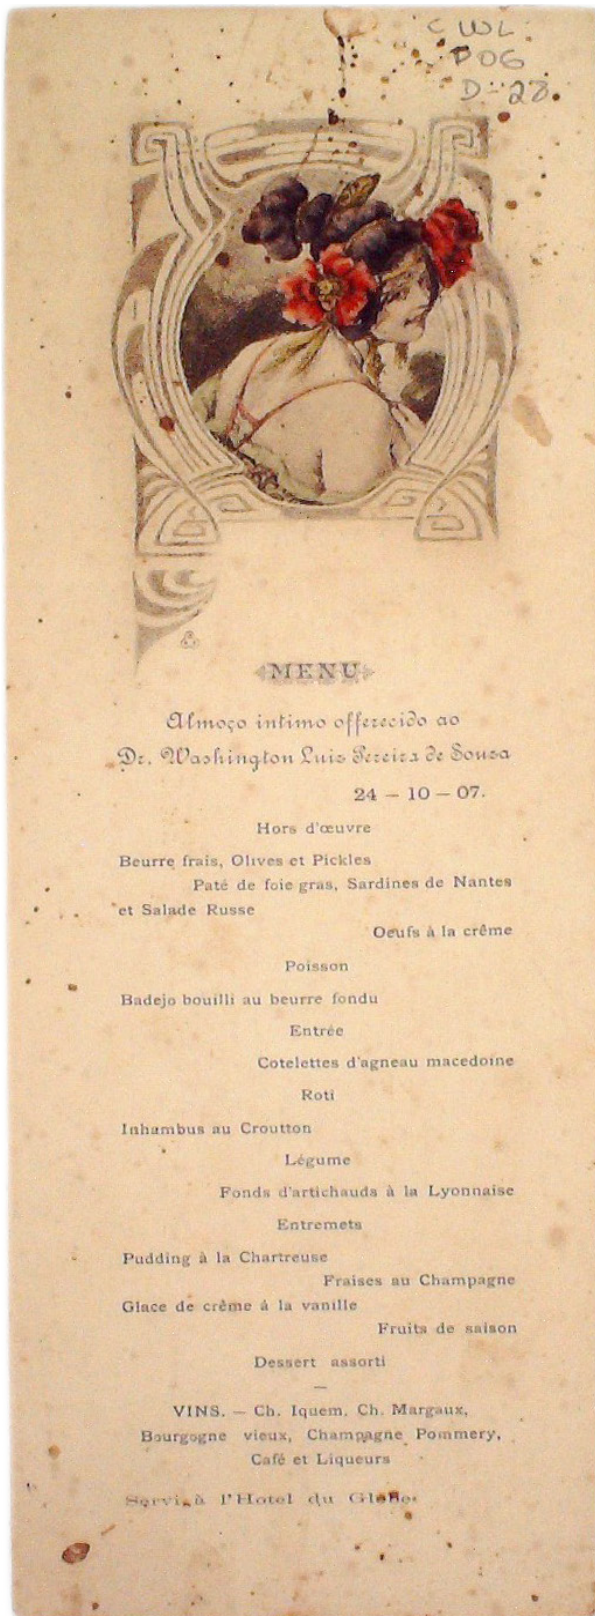 C WL
P06
D-28
MENU
Almoço intimo offerecido ao
Dr. Washington Luis Pereira de Souza
24 — 10 — 07.
Hors d'œuvre
Beurre frais, Olives et Pickles
Paté de foie gras, Sardines de Nantes
et Salade Russe
Oeufs à la crême
Poisson
Badejo bouilli au beurre fondu
Entrée
Cotelettes d'agneau macedoine
Roti
Inhambus au Croutton
Légume
Fonds d'artichauds à la Lyonnaise
Entremets
Pudding à la Chartreuse
Fraises au Champagne
Glace de crême à la vanille
Fruits de saison
Dessert assorti
—
VINS. — Ch. Iquem, Ch. Margaux,
Bourgogne vieux, Champagne Pommery,
Café et Liqueurs
Servi à l'Hotel du Globe